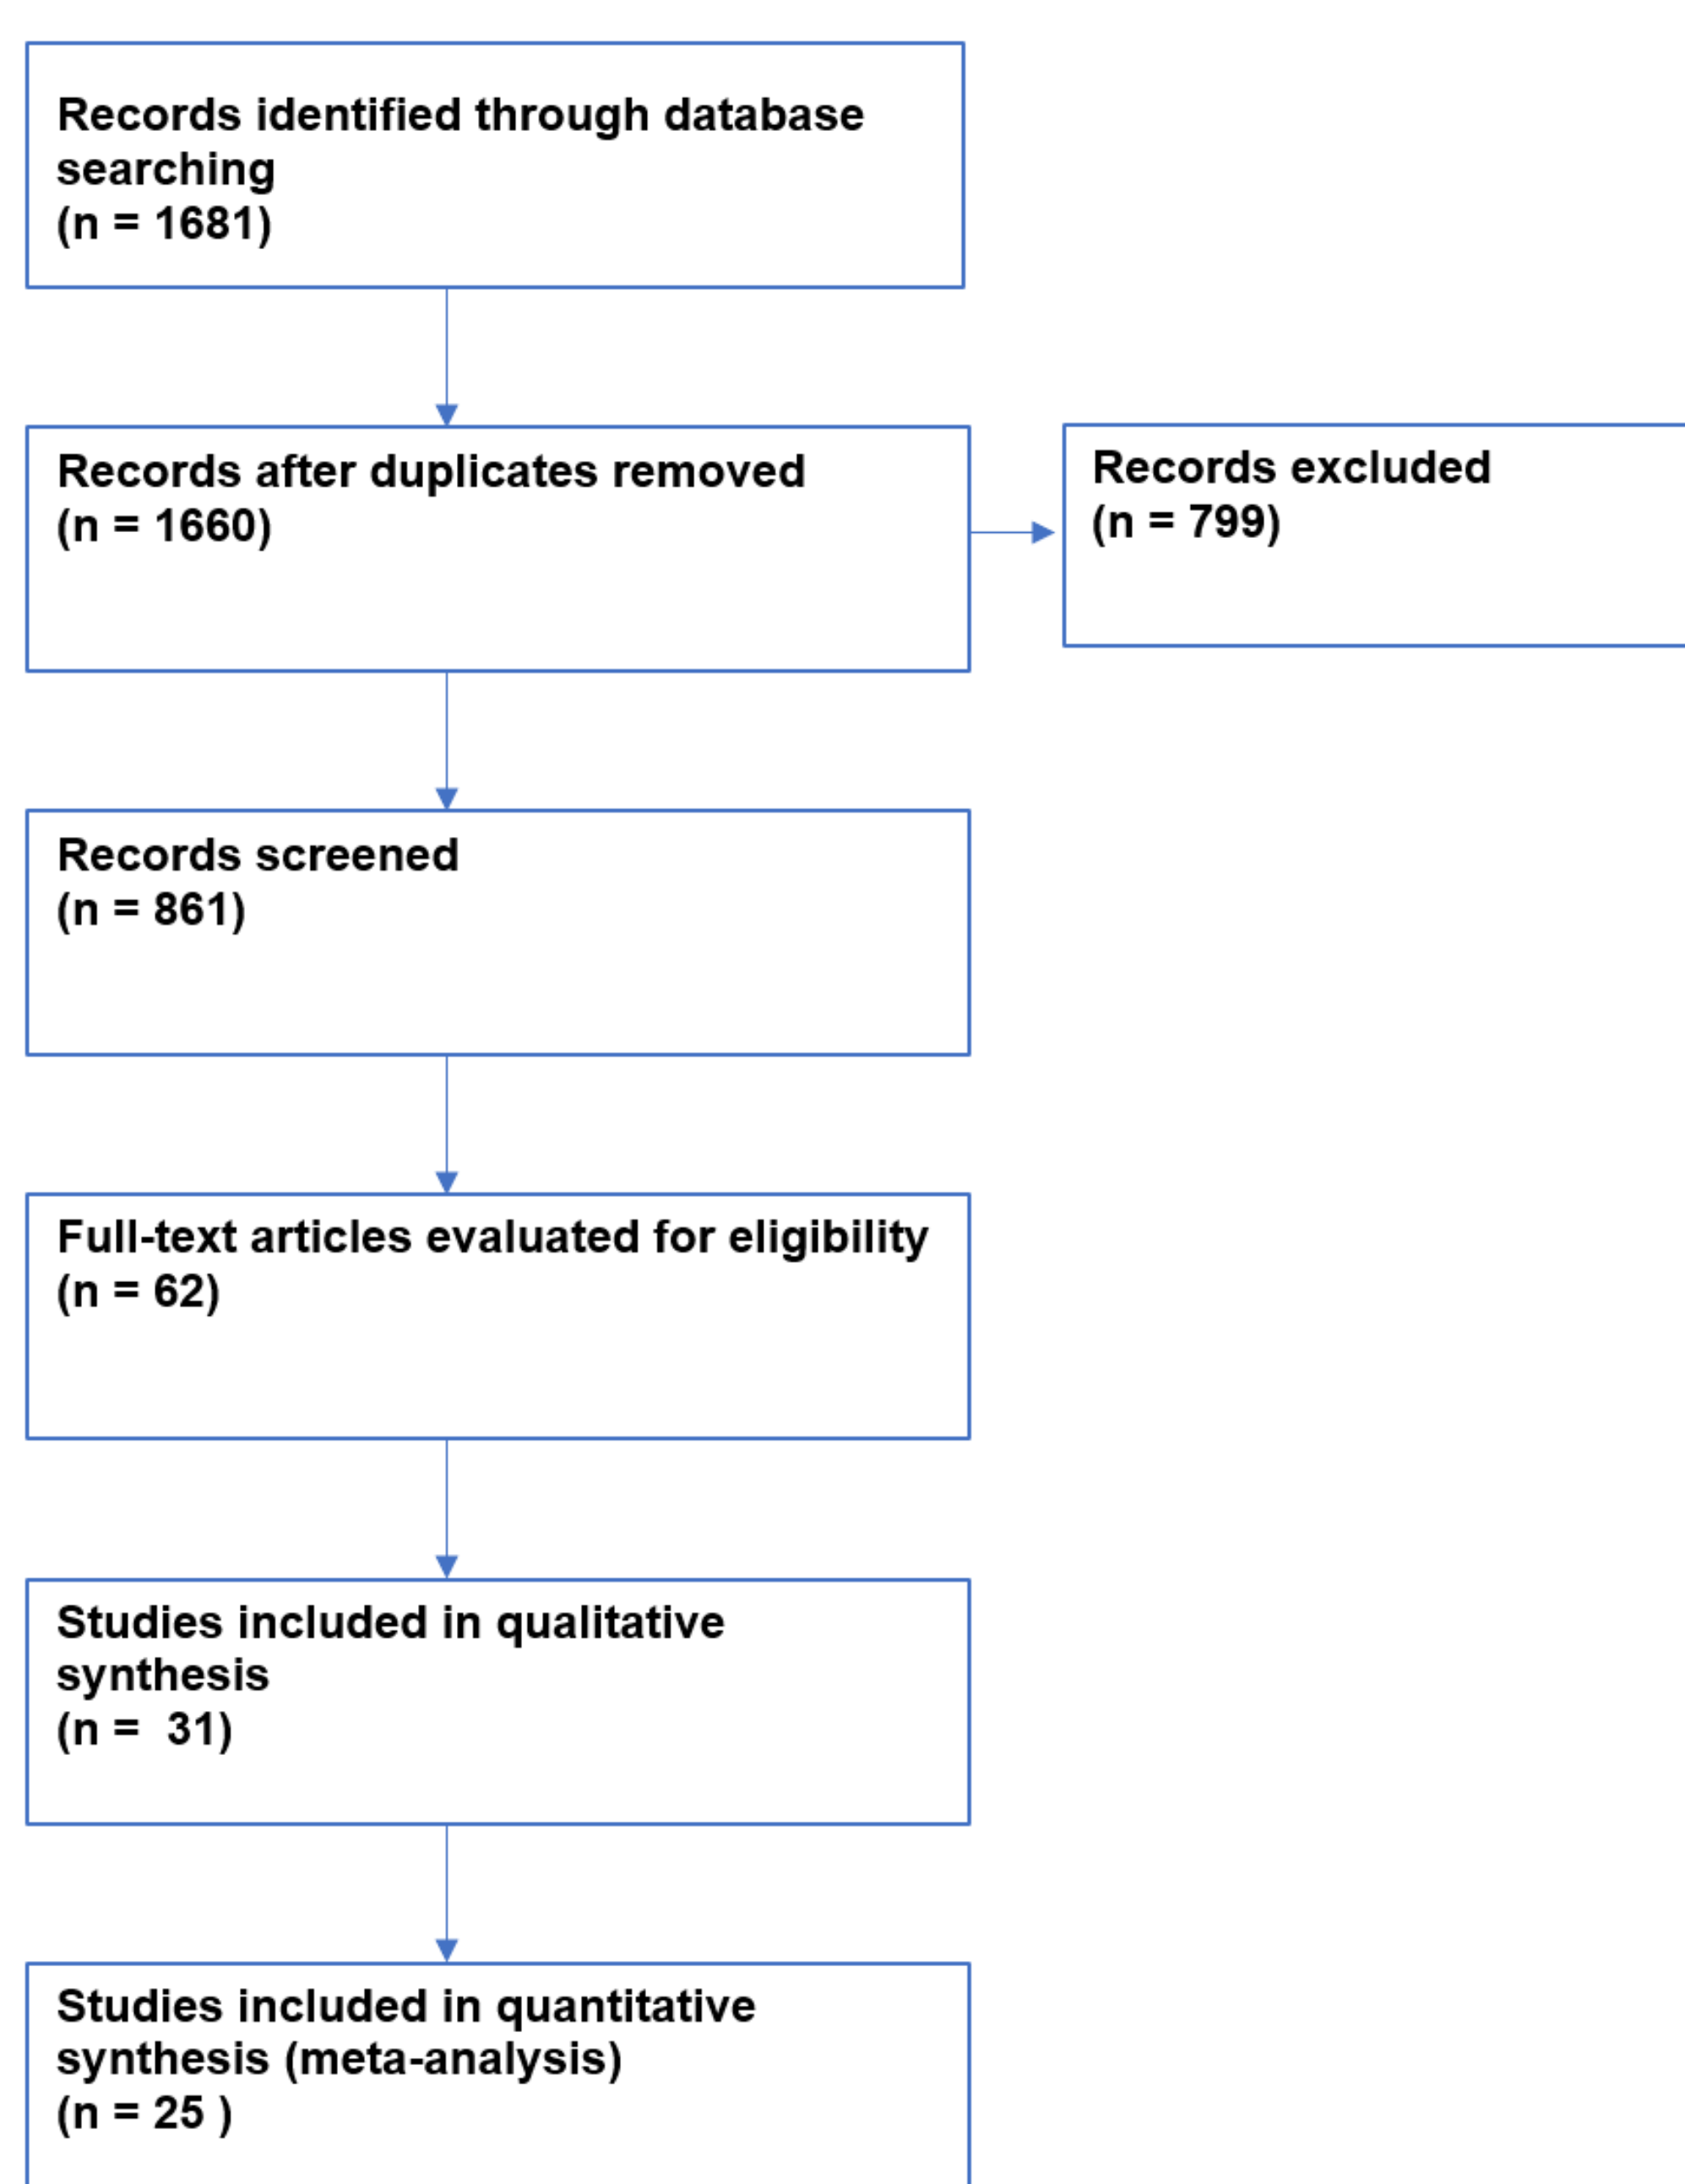 Records identified through database
searching
(n = 1681)
Records after duplicates removed
(n = 1660)
Records excluded
(n = 799)
Records screened
(n = 861)
Full-text articles evaluated for eligibility
(n = 62)
Studies included in qualitative
synthesis
(n =  31)
Studies included in quantitative
synthesis (meta-analysis)
(n = 25 )